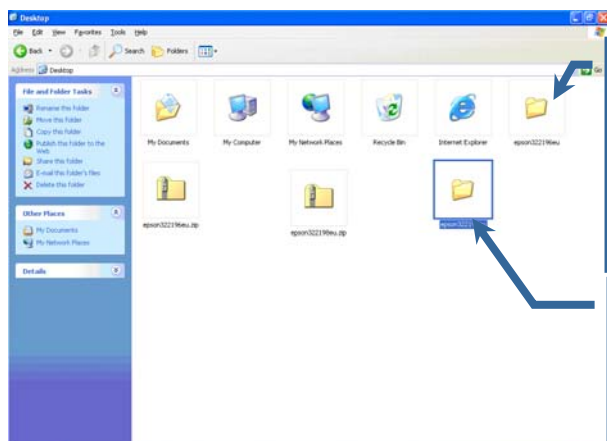 Desktop
File Edit View Favorites Tools Help
Back Search Folders
Address Desktop Go
File and Folder Tasks
Rename this folder
Move this folder
Copy this folder
Publish this folder to the
Web
Share this folder
E-mail this folder's files
Delete this folder
Other Places
My Documents
My Network Places
Details
My Documents My Computer My Network Places Recycle Bin Internet Explorer epson322196eu
epson322196eu.zip epson322196eu.zip